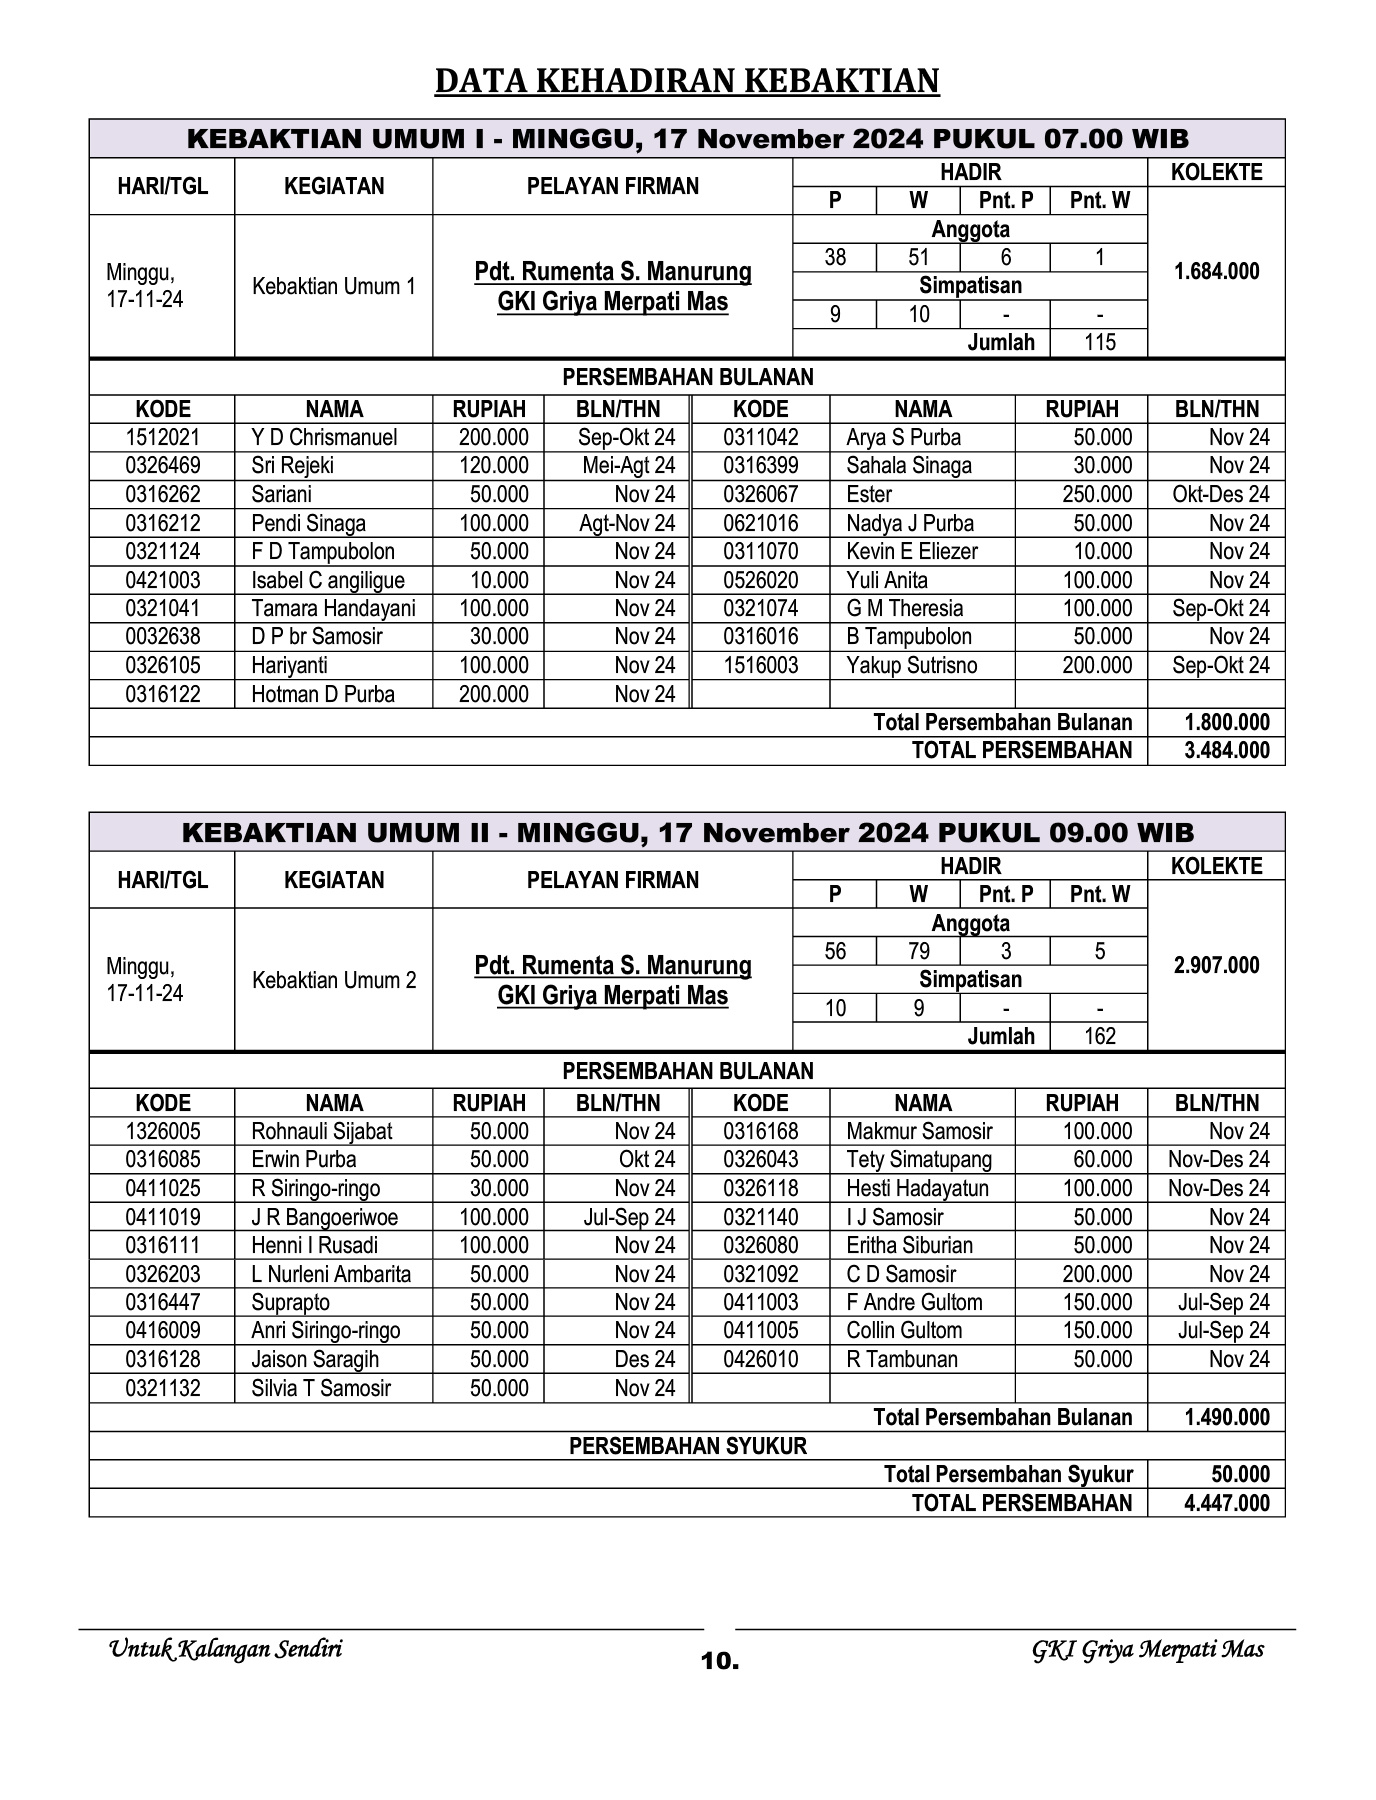 DATA KEHADIRAN KEBAKTIAN
KEBAKTIAN UMUM I - MINGGU, 17 November 2024 PUKUL 07.00 WIB
HARI/TGL KEGIATAN PELAYAN FIRMAN HADIR KOLEKTE
P W Pnt. P Pnt. W
Minggu, 17-11-24 Kebaktian Umum 1 Pdt. Rumenta S. Manurung GKI Griya Merpati Mas 1.684.000
Anggota
38 51 6 1
Simpatisan
9 10 - -
Jumlah 115
PERSEMBAHAN BULANAN
KODE NAMA RUPIAH BLN/THN KODE NAMA RUPIAH BLN/THN
1512021 Y D Chrismanuel 200.000 Sep-Okt 24 0311042 Arya S Purba 50.000 Nov 24
0326469 Sri Rejeki 120.000 Mei-Agt 24 0316399 Sahala Sinaga 30.000 Nov 24
0316262 Sariani 50.000 Nov 24 0326067 Ester 250.000 Okt-Des 24
0316212 Pendi Sinaga 100.000 Agt-Nov 24 0621016 Nadya J Purba 50.000 Nov 24
0321124 F D Tampubolon 50.000 Nov 24 0311070 Kevin E Eliezer 10.000 Nov 24
0421003 Isabel C angiligue 10.000 Nov 24 0526020 Yuli Anita 100.000 Nov 24
0321041 Tamara Handayani 100.000 Nov 24 0321074 G M Theresia 100.000 Sep-Okt 24
0032638 D P br Samosir 30.000 Nov 24 0316016 B Tampubolon 50.000 Nov 24
0326105 Hariyanti 100.000 Nov 24 1516003 Yakup Sutrisno 200.000 Sep-Okt 24
0316122 Hotman D Purba 200.000 Nov 24
Total Persembahan Bulanan 1.800.000
TOTAL PERSEMBAHAN 3.484.000
KEBAKTIAN UMUM II - MINGGU, 17 November 2024 PUKUL 09.00 WIB
HARI/TGL KEGIATAN PELAYAN FIRMAN HADIR KOLEKTE
P W Pnt. P Pnt. W
Minggu, 17-11-24 Kebaktian Umum 2 Pdt. Rumenta S. Manurung GKI Griya Merpati Mas 2.907.000
Anggota
56 79 3 5
Simpatisan
10 9 - -
Jumlah 162
PERSEMBAHAN BULANAN
KODE NAMA RUPIAH BLN/THN KODE NAMA RUPIAH BLN/THN
1326005 Rohnauli Sijabat 50.000 Nov 24 0316168 Makmur Samosir 100.000 Nov 24
0316085 Erwin Purba 50.000 Okt 24 0326043 Tety Simatupang 60.000 Nov-Des 24
0411025 R Siringo-ringo 30.000 Nov 24 0326118 Hesti Hadayatun 100.000 Nov-Des 24
0411019 J R Bangoeriwoe 100.000 Jul-Sep 24 0321140 I J Samosir 50.000 Nov 24
0316111 Henni I Rusadi 100.000 Nov 24 0326080 Eritha Siburian 50.000 Nov 24
0326203 L Nurleni Ambarita 50.000 Nov 24 0321092 C D Samosir 200.000 Nov 24
0316447 Suprapto 50.000 Nov 24 0411003 F Andre Gultom 150.000 Jul-Sep 24
0416009 Anri Siringo-ringo 50.000 Nov 24 0411005 Collin Gultom 150.000 Jul-Sep 24
0316128 Jaison Saragih 50.000 Des 24 0426010 R Tambunan 50.000 Nov 24
0321132 Silvia T Samosir 50.000 Nov 24
Total Persembahan Bulanan 1.490.000
PERSEMBAHAN SYUKUR
Total Persembahan Syukur 50.000
TOTAL PERSEMBAHAN 4.447.000
Untuk Kalangan Sendiri 10. GKI Griya Merpati Mas